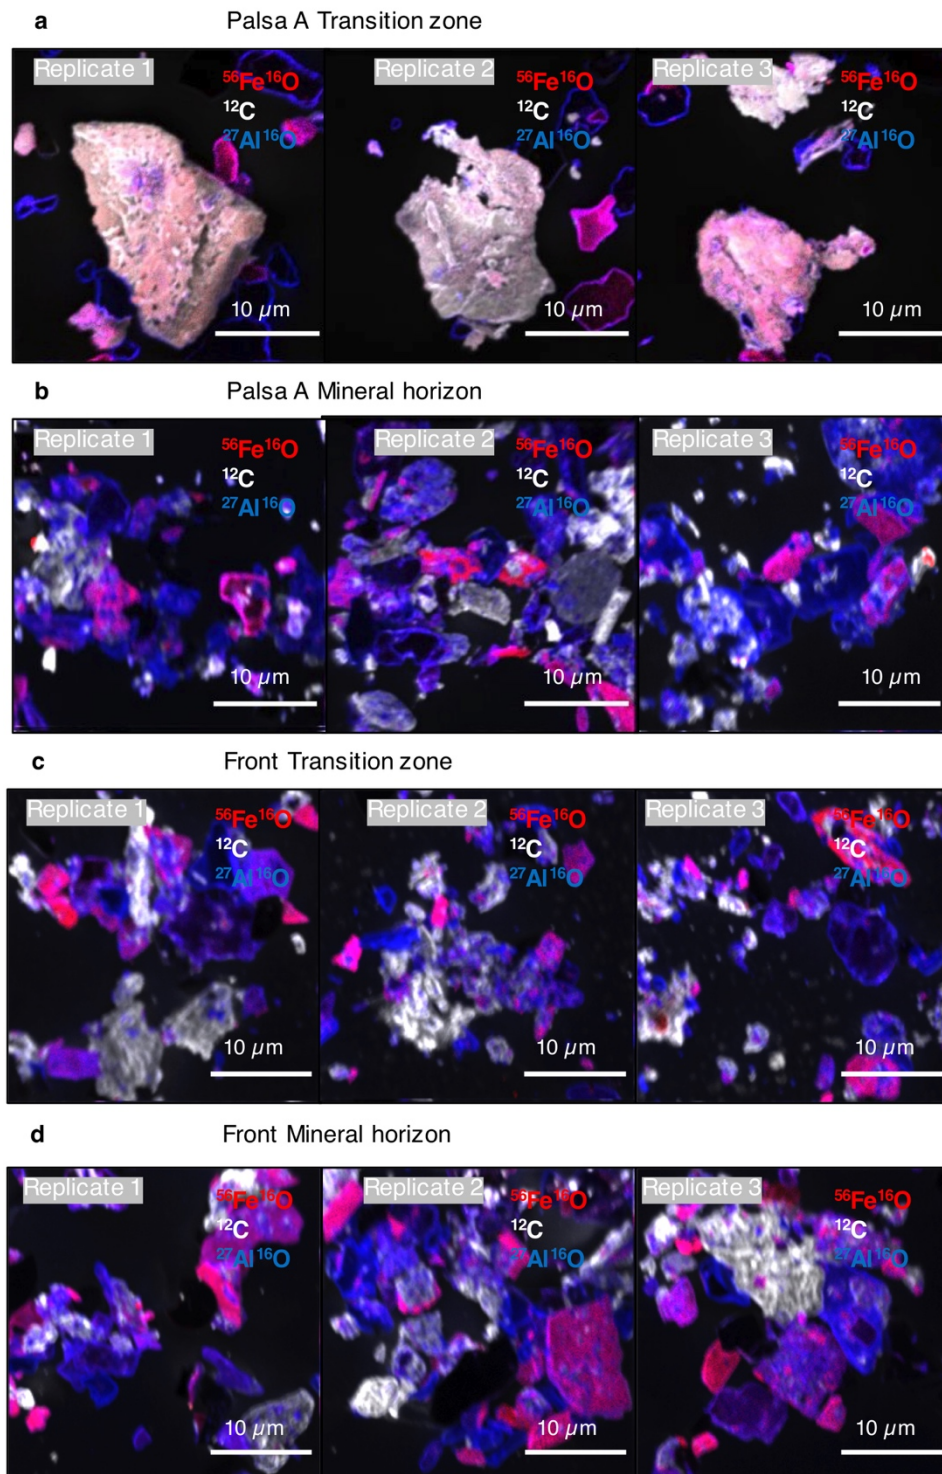 a Palsa A Transition zone
Replicate 1 Replicate 2 Replicate 3
⁵⁶Fe¹⁶O ⁵⁶Fe¹⁶O ⁵⁶Fe¹⁶O
¹²C ¹²C ¹²C
²⁷Al¹⁶O ²⁷Al¹⁶O ²⁷Al¹⁶O
10 µm 10 µm 10 µm
b Palsa A Mineral horizon
Replicate 1 Replicate 2 Replicate 3
⁵⁶Fe¹⁶O ⁵⁶Fe¹⁶O ⁵⁶Fe¹⁶O
¹²C ¹²C ¹²C
²⁷Al¹⁶O ²⁷Al¹⁶O ²⁷Al¹⁶O
10 µm 10 µm 10 µm
c Front Transition zone
Replicate 1 Replicate 2 Replicate 3
⁵⁶Fe¹⁶O ⁵⁶Fe¹⁶O ⁵⁶Fe¹⁶O
¹²C ¹²C ¹²C
²⁷Al¹⁶O ²⁷Al¹⁶O ²⁷Al¹⁶O
10 µm 10 µm 10 µm
d Front Mineral horizon
Replicate 1 Replicate 2 Replicate 3
⁵⁶Fe¹⁶O ⁵⁶Fe¹⁶O ⁵⁶Fe¹⁶O
¹²C ¹²C ¹²C
²⁷Al¹⁶O ²⁷Al¹⁶O ²⁷Al¹⁶O
10 µm 10 µm 10 µm